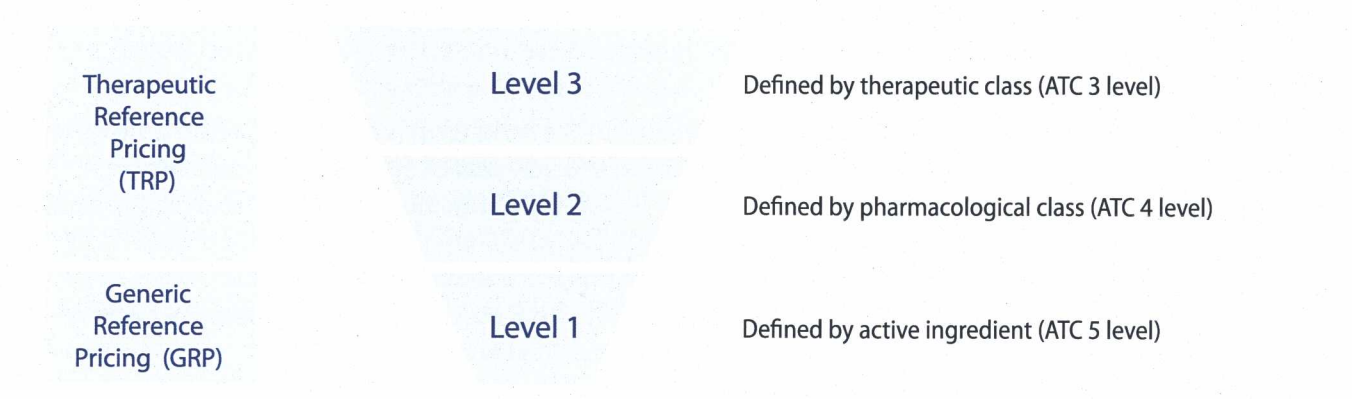 Therapeutic
Reference
Pricing
(TRP)
Level 3
Defined by therapeutic class (ATC 3 level)
Level 2
Defined by pharmacological class (ATC 4 level)
Generic
Reference
Pricing (GRP)
Level 1
Defined by active ingredient (ATC 5 level)